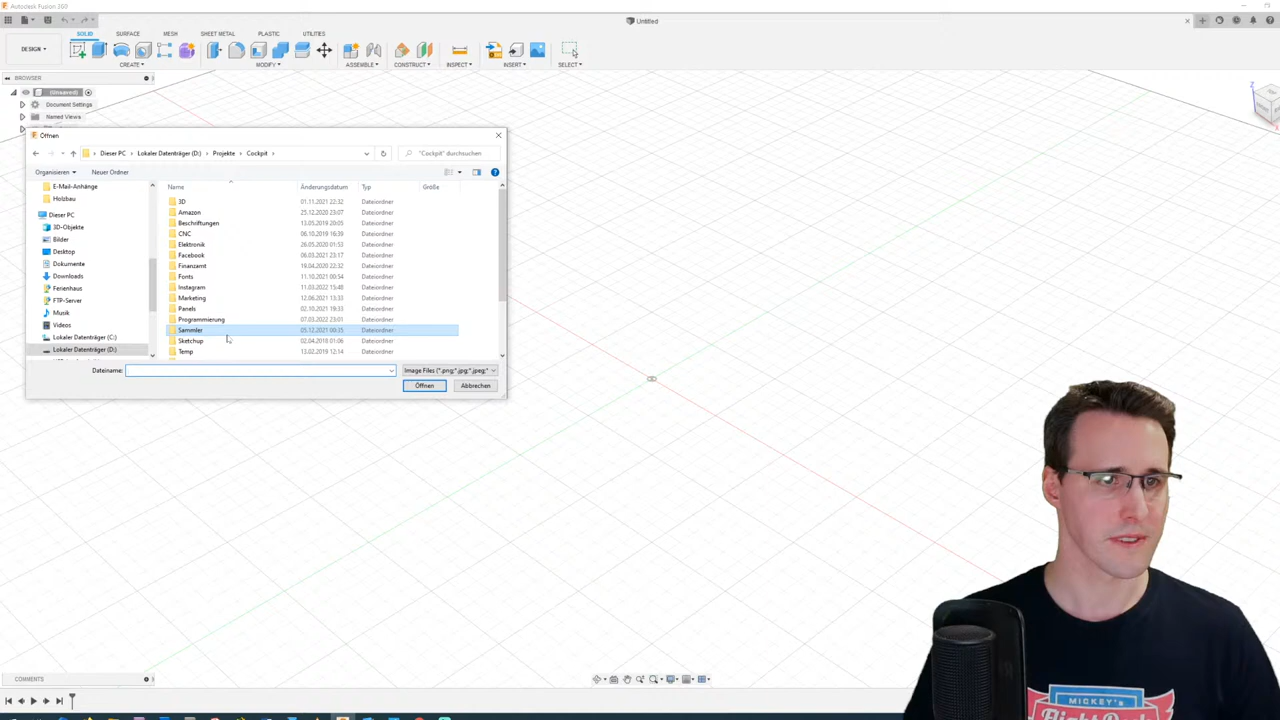 Autodesk Fusion 360
Untitled
SOLID SURFACE MESH SHEET METAL PLASTIC UTILITIES
DESIGN
CREATE MODIFY ASSEMBLE CONSTRUCT INSPECT INSERT SELECT
BROWSER
(Unsaved)
Document Settings
Named Views
Öffnen
Dieser PC Lokaler Datenträger (D:) Projekte Cockpit
"Cockpit" durchsuchen
Organisieren Neuer Ordner
E-Mail-Anhänge
Holzbau
Dieser PC
3D-Objekte
Bilder
Desktop
Dokumente
Downloads
Ferienhaus
FTP-Server
Musik
Videos
Lokaler Datenträger (C:)
Lokaler Datenträger (D:)
Name Änderungsdatum Typ Größe
3D 01.11.2021 22:32 Dateiordner
Amazon 25.12.2020 23:07 Dateiordner
Beschriftungen 13.05.2019 20:05 Dateiordner
CNC 06.10.2019 16:39 Dateiordner
Elektronik 26.05.2020 01:53 Dateiordner
Facebook 06.03.2021 23:17 Dateiordner
Finanzamt 19.04.2020 22:32 Dateiordner
Fonts 11.10.2021 00:54 Dateiordner
Instagram 11.03.2022 15:48 Dateiordner
Marketing 12.06.2021 13:33 Dateiordner
Panels 02.10.2021 19:33 Dateiordner
Programmierung 07.03.2022 23:01 Dateiordner
Sammler 05.12.2021 00:35 Dateiordner
Sketchup 02.04.2018 01:06 Dateiordner
Temp 13.02.2019 12:14 Dateiordner
Dateiname:
Image Files (*.png;*.jpg;*.jpeg;*
Öffnen Abbrechen
COMMENTS
MICKEY'S